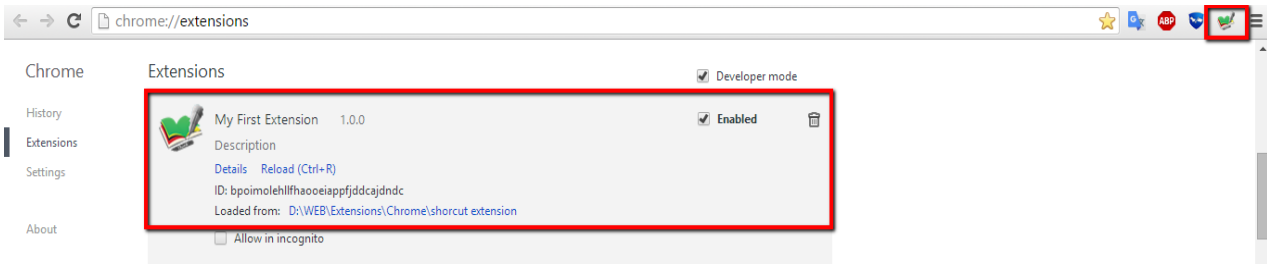 chrome://extensions
ABP
Chrome
Extensions
Developer mode
History
Extensions
Settings
About
My First Extension 1.0.0
Enabled
Description
Details Reload (Ctrl+R)
ID: bpoimolehllfhaooeiappfjddcajdndc
Loaded from: D:\WEB\Extensions\Chrome\shorcut extension
Allow in incognito